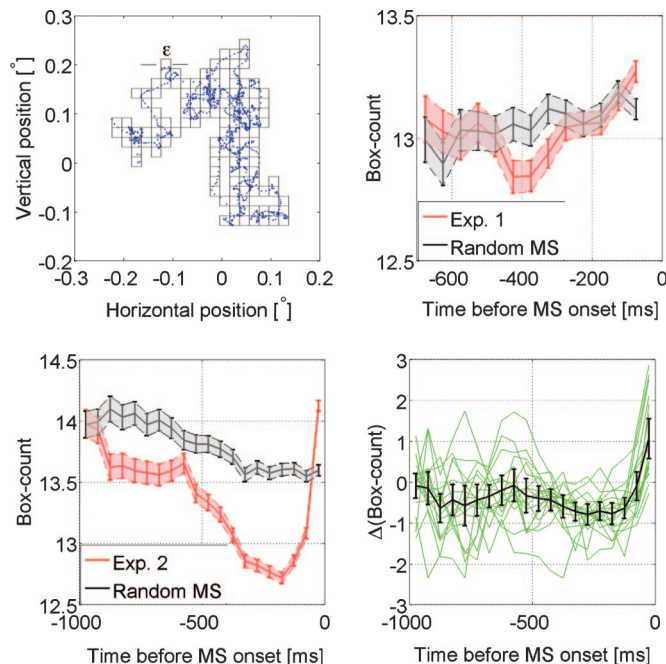 ε
Vertical position [°]
0.3
0.2
0.1
0
-0.1
-0.2
-0.3 -0.2 -0.1 0 0.1 0.2
Horizontal position [°]
Box-count
13.5
13
12.5
Exp. 1
Random MS
-600 -400 -200 0
Time before MS onset [ms]
Box-count
14.5
14
13.5
13
12.5
Exp. 2
Random MS
-1000 -500 0
Time before MS onset [ms]
Δ(Box-count)
3
2
1
0
-1
-2
-3
-1000 -500 0
Time before MS onset [ms]